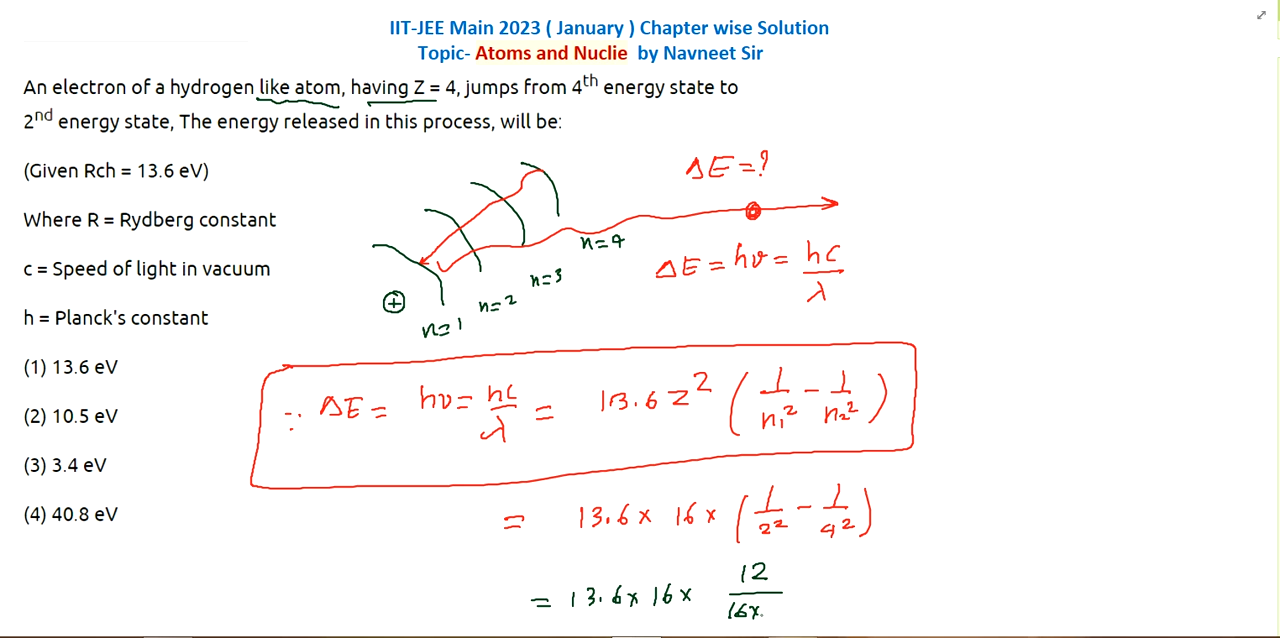 IIT-JEE Main 2023 ( January ) Chapter wise Solution
Topic- Atoms and Nuclie by Navneet Sir
An electron of a hydrogen like atom, having Z = 4, jumps from 4th energy state to
2nd energy state, The energy released in this process, will be:
(Given Rch = 13.6 eV)
Where R = Rydberg constant
c = Speed of light in vacuum
h = Planck's constant
(1) 13.6 eV
(2) 10.5 eV
(3) 3.4 eV
(4) 40.8 eV
⊕
n=1
n=2
n=3
n=4
ΔE = ?
ΔE = hν = hc/λ
∵ ΔE = hν = hc/λ = 13.6 Z² (1/n₁² - 1/n₂²)
= 13.6 x 16 x (1/2² - 1/4²)
= 13.6 x 16 x 12/16x.